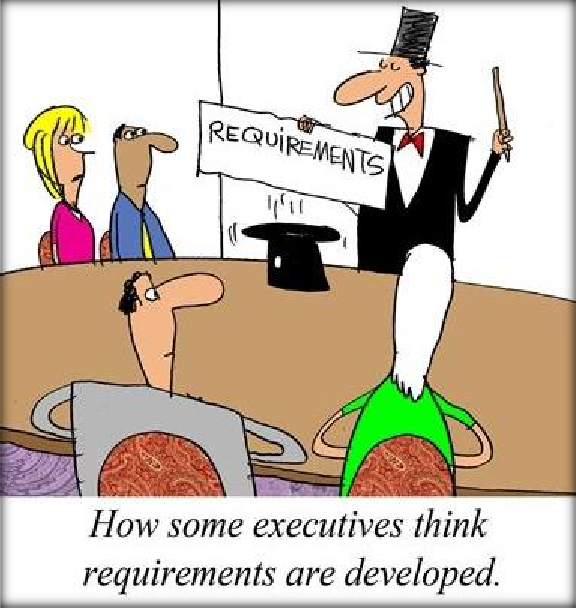 REQUIREMENTS
How some executives think
requirements are developed.